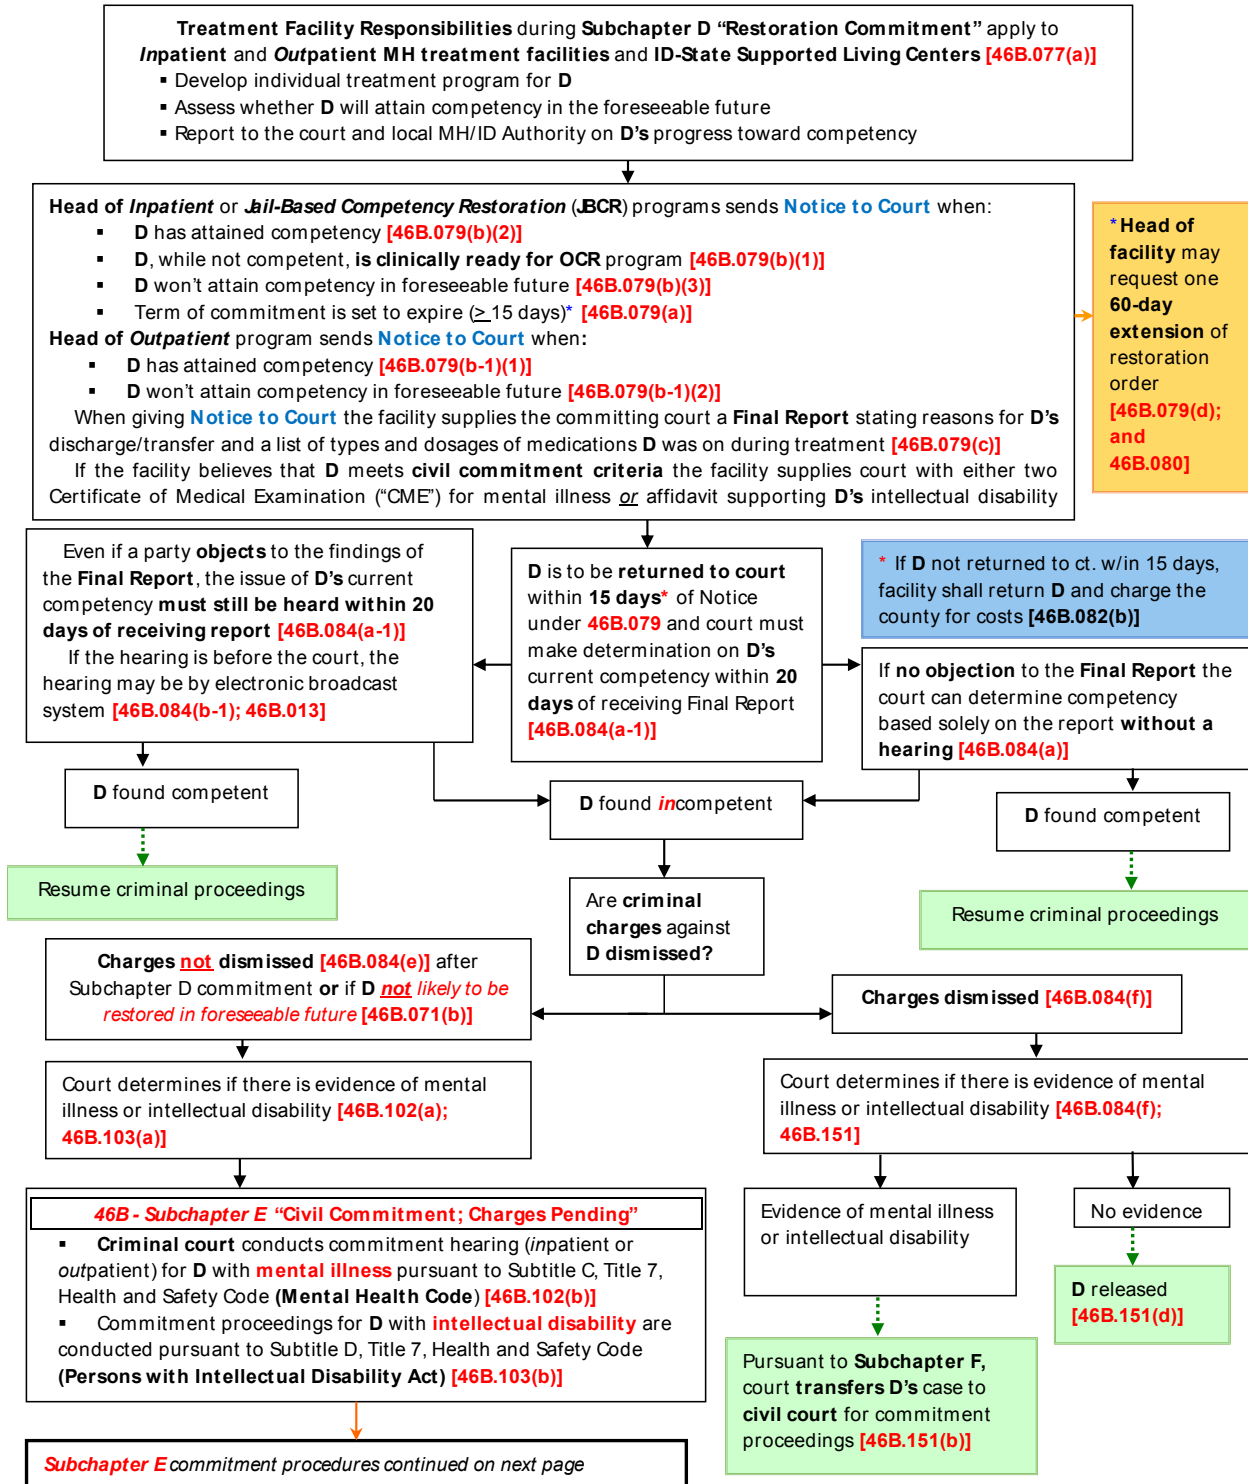 Treatment Facility Responsibilities during Subchapter D “Restoration Commitment” apply to
Inpatient and Outpatient MH treatment facilities and ID-State Supported Living Centers [46B.077(a)]
▪ Develop individual treatment program for D
▪ Assess whether D will attain competency in the foreseeable future
▪ Report to the court and local MH/ID Authority on D’s progress toward competency
Head of Inpatient or Jail-Based Competency Restoration (JBCR) programs sends Notice to Court when:
▪ D has attained competency [46B.079(b)(2)]
▪ D, while not competent, is clinically ready for OCR program [46B.079(b)(1)]
▪ D won’t attain competency in foreseeable future [46B.079(b)(3)]
▪ Term of commitment is set to expire (> 15 days)* [46B.079(a)]
Head of Outpatient program sends Notice to Court when:
▪ D has attained competency [46B.079(b-1)(1)]
▪ D won’t attain competency in foreseeable future [46B.079(b-1)(2)]
When giving Notice to Court the facility supplies the committing court a Final Report stating reasons for D’s
discharge/transfer and a list of types and dosages of medications D was on during treatment [46B.079(c)]
If the facility believes that D meets civil commitment criteria the facility supplies court with either two
Certificate of Medical Examination (“CME”) for mental illness or affidavit supporting D’s intellectual disability
* Head of
facility may
request one
60-day
extension of
restoration
order
[46B.079(d);
and
46B.080]
Even if a party objects to the findings of
the Final Report, the issue of D’s current
competency must still be heard within 20
days of receiving report [46B.084(a-1)]
If the hearing is before the court, the
hearing may be by electronic broadcast
system [46B.084(b-1); 46B.013]
D is to be returned to court
within 15 days* of Notice
under 46B.079 and court must
make determination on D’s
current competency within 20
days of receiving Final Report
[46B.084(a-1)]
* If D not returned to ct. w/in 15 days,
facility shall return D and charge the
county for costs [46B.082(b)]
If no objection to the Final Report the
court can determine competency
based solely on the report without a
hearing [46B.084(a)]
D found competent
D found incompetent
D found competent
Resume criminal proceedings
Are criminal
charges against
D dismissed?
Resume criminal proceedings
Charges not dismissed [46B.084(e)] after
Subchapter D commitment or if D not likely to be
restored in foreseeable future [46B.071(b)]
Charges dismissed [46B.084(f)]
Court determines if there is evidence of mental
illness or intellectual disability [46B.102(a);
46B.103(a)]
Court determines if there is evidence of mental
illness or intellectual disability [46B.084(f);
46B.151]
46B - Subchapter E “Civil Commitment; Charges Pending”
▪ Criminal court conducts commitment hearing (inpatient or
outpatient) for D with mental illness pursuant to Subtitle C, Title 7,
Health and Safety Code (Mental Health Code) [46B.102(b)]
▪ Commitment proceedings for D with intellectual disability are
conducted pursuant to Subtitle D, Title 7, Health and Safety Code
(Persons with Intellectual Disability Act) [46B.103(b)]
Evidence of mental illness
or intellectual disability
No evidence
D released
[46B.151(d)]
Pursuant to Subchapter F,
court transfers D’s case to
civil court for commitment
proceedings [46B.151(b)]
Subchapter E commitment procedures continued on next page